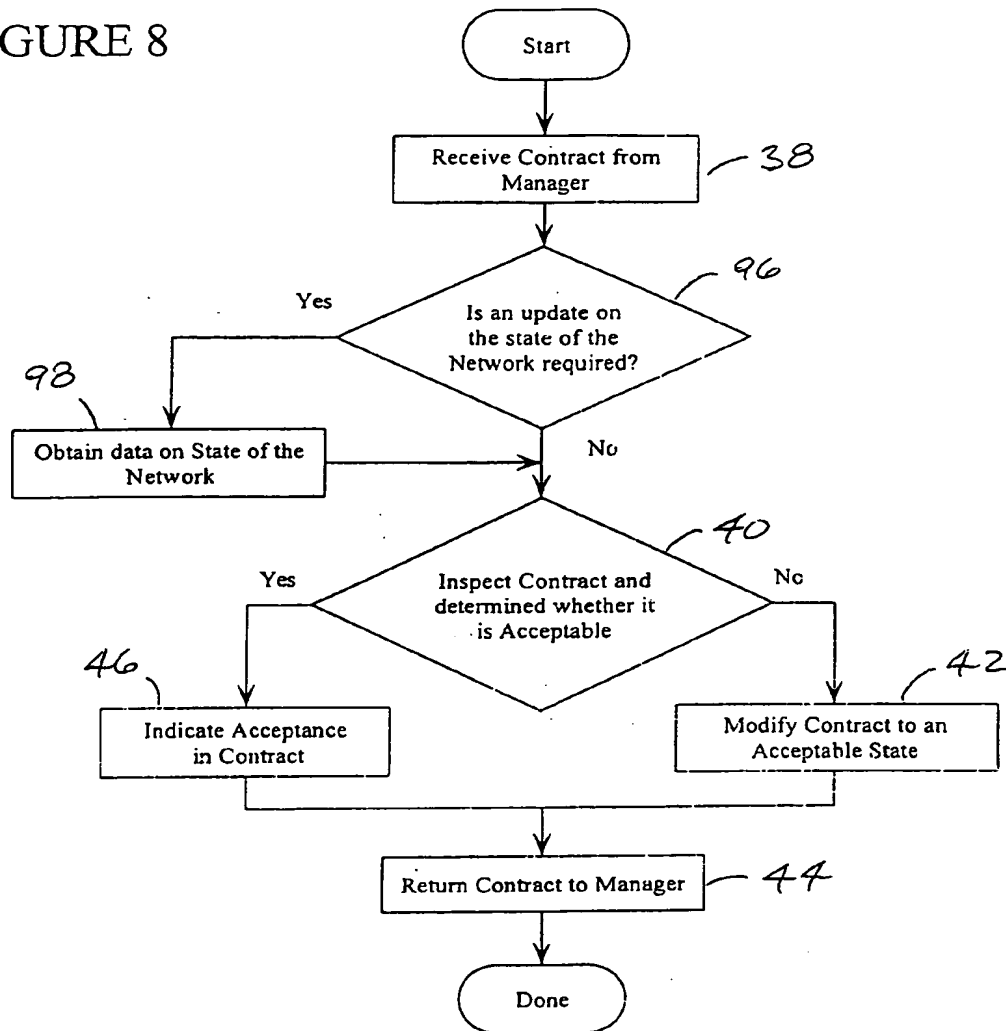 GURE 8
Start
Receive Contract from
Manager
38
96
Yes
Is an update on
the state of the
Network required?
98
Obtain data on State of the
Network
No
40
Yes
Inspect Contract and
determined whether it
is Acceptable
No
46
42
Indicate Acceptance
in Contract
Modify Contract to an
Acceptable State
Return Contract to Manager
44
Done